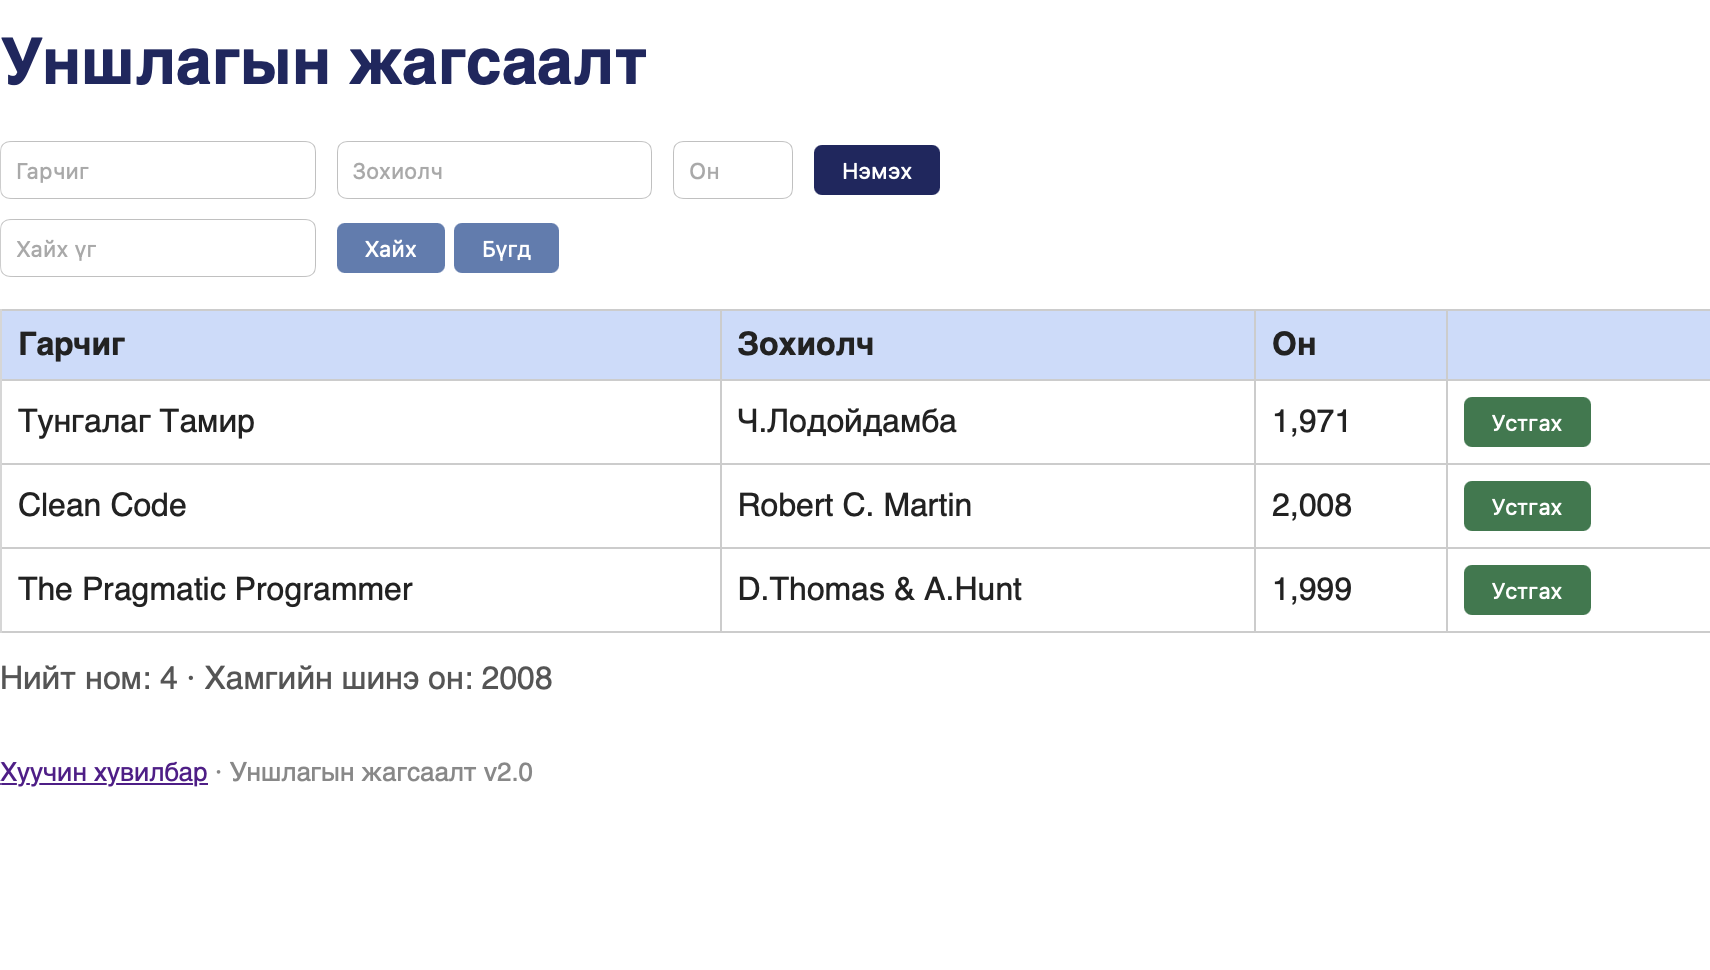 Уншлагын жагсаалт
Гарчиг Зохиолч Он Нэмэх
Хайх үг Хайх Бүгд
Гарчиг Зохиолч Он
Тунгалаг Тамир Ч.Лодойдамба 1,971 Устгах
Clean Code Robert C. Martin 2,008 Устгах
The Pragmatic Programmer D.Thomas & A.Hunt 1,999 Устгах
Нийт ном: 4 · Хамгийн шинэ он: 2008
Хуучин хувилбар · Уншлагын жагсаалт v2.0